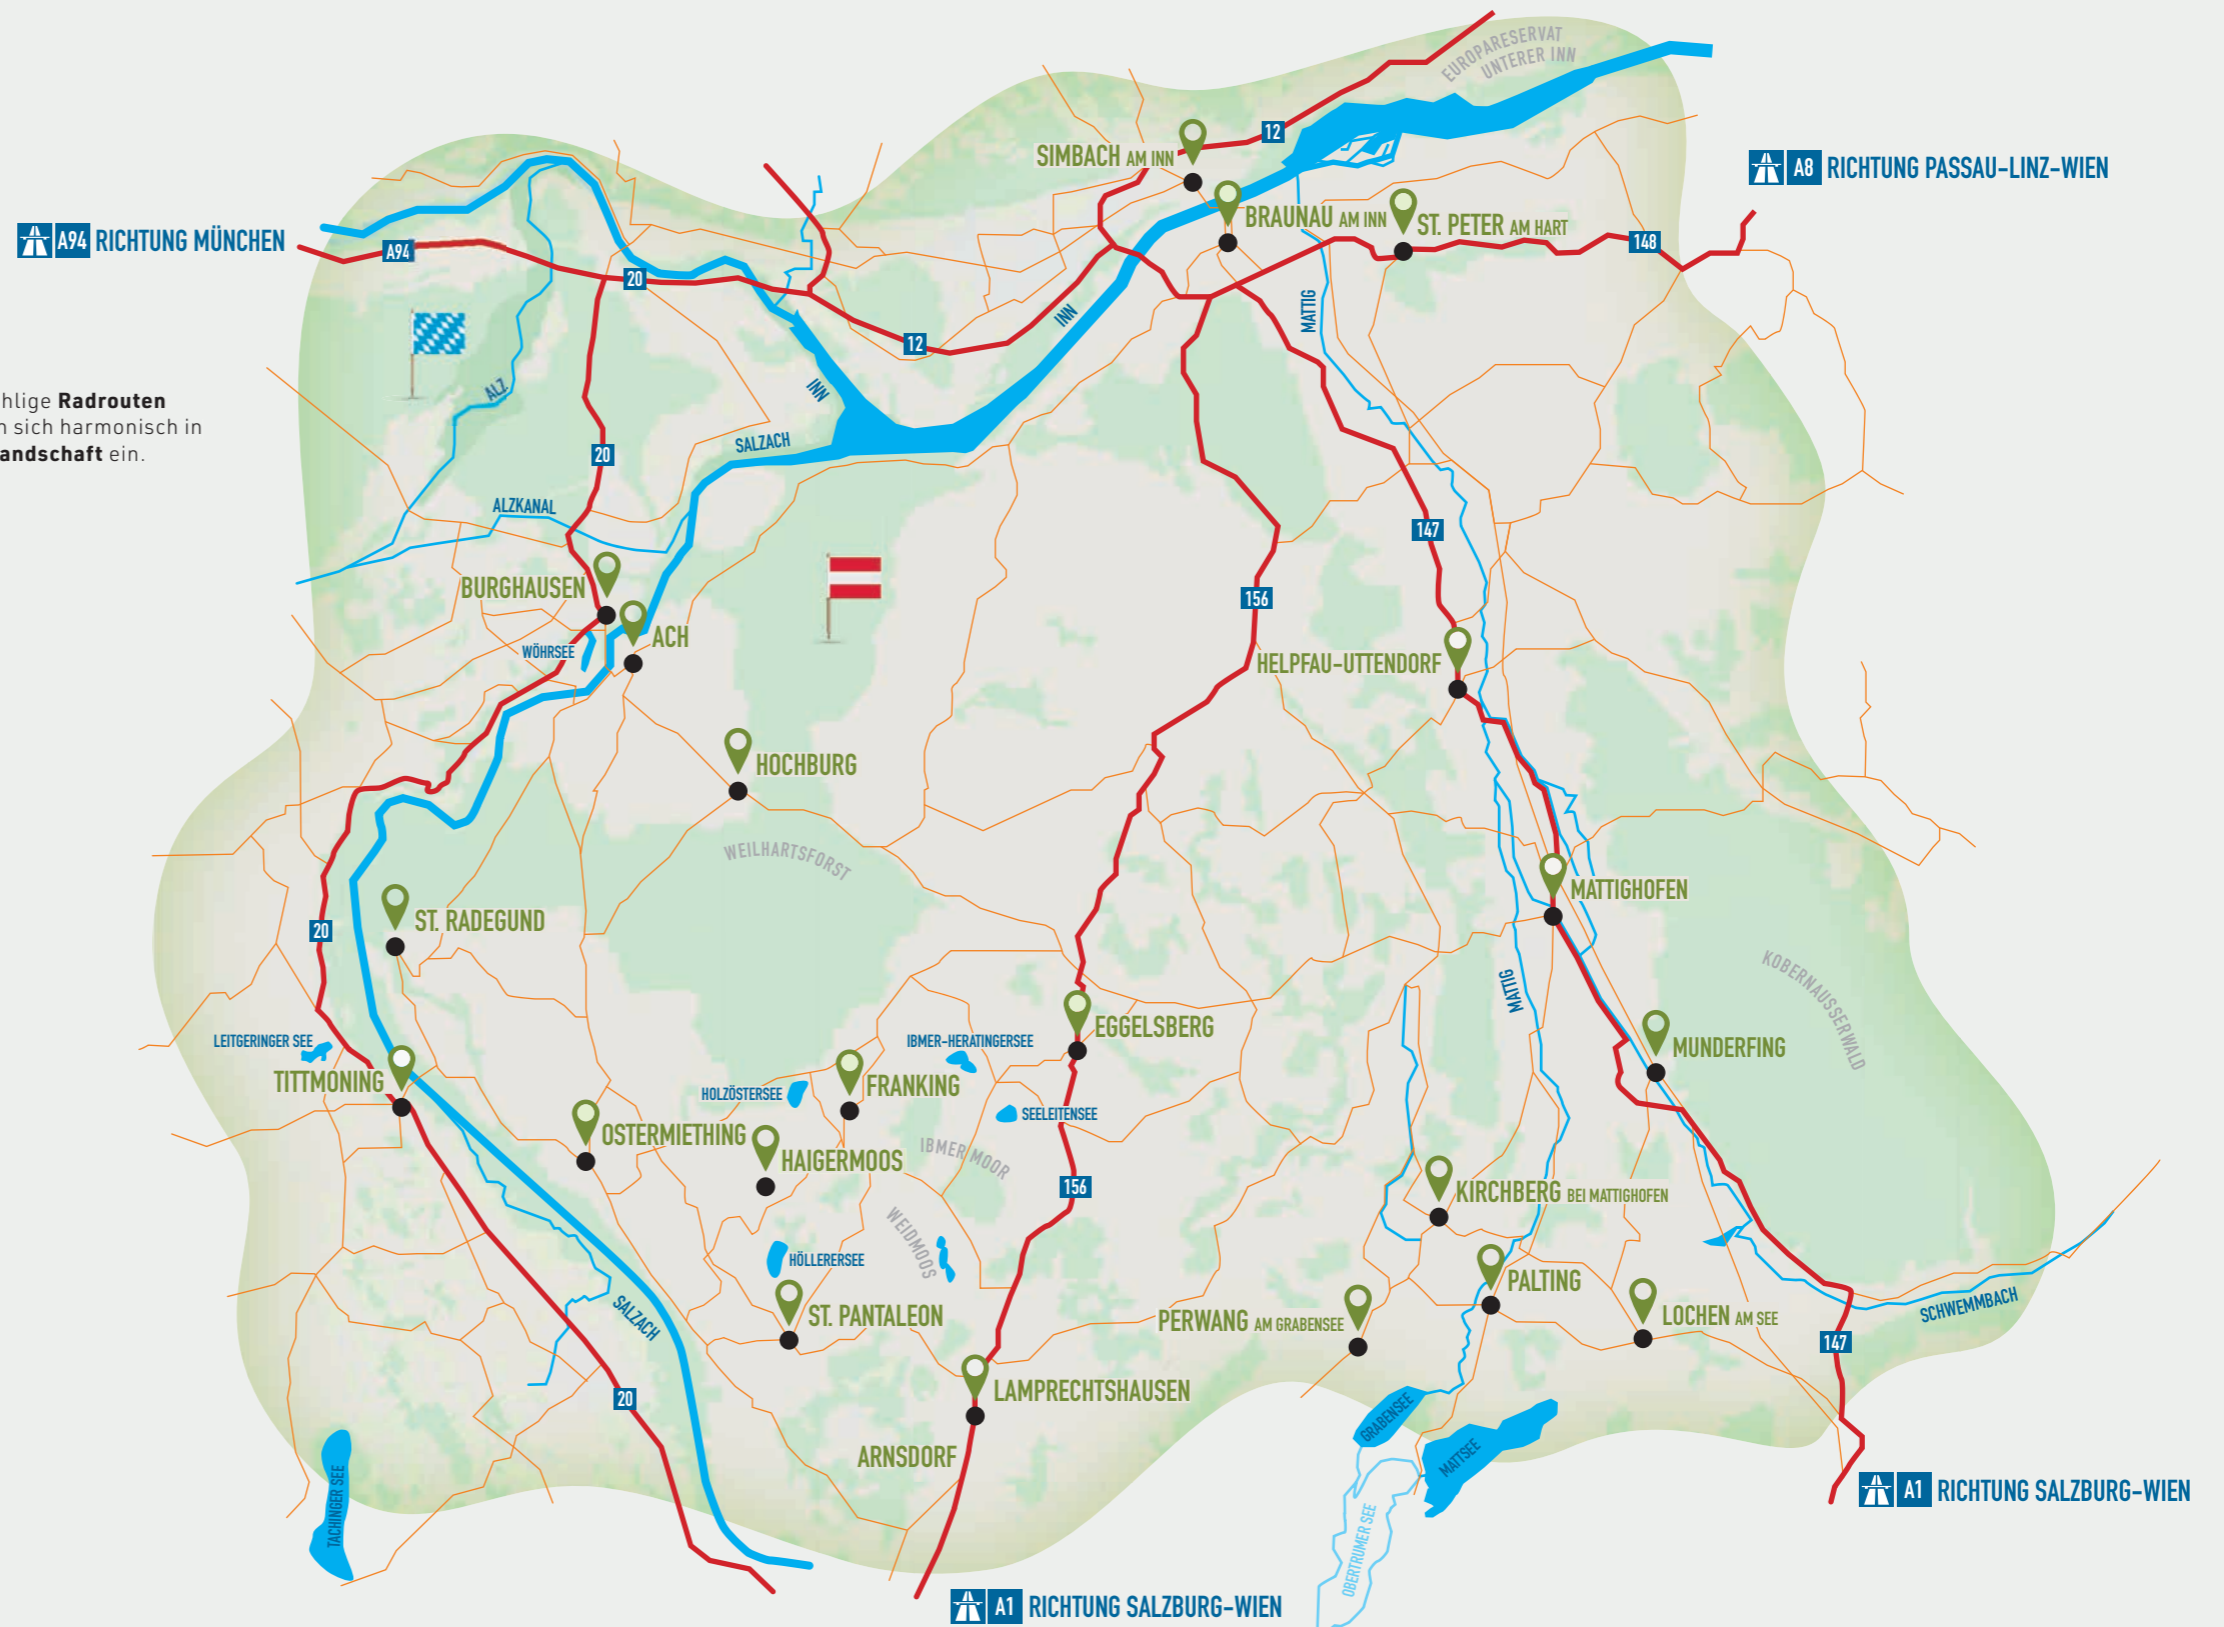 EUROPARESERVAT
UNTERER INN
12
SIMBACH AM INN
A8 RICHTUNG PASSAU-LINZ-WIEN
BRAUNAU AM INN
ST. PETER AM HART
148
A94 RICHTUNG MÜNCHEN
A94
20
12
INN
MATTIG
INN
ALZ.
hlige Radrouten
n sich harmonisch in
andschaft ein.
SALZACH
20
ALZKANAL
147
BURGHAUSEN
156
ACH
WÖHRSEE
HELPFAU-UTTENDORF
HOCHBURG
WEILHARTSFORST
MATTIGHOFEN
ST. RADEGUND
20
KOBERNAUSSERWALD
MATTIG
EGGELSBERG
LEITGERINGER SEE
IBMER-HERATINGERSEE
MUNDERFING
TITTMONING
FRANKING
HOLZÖSTERSEE
SEELEITENSEE
OSTERMIETHING
HAIGERMOOS
IBMER MOOR
156
KIRCHBERG BEI MATTIGHOFEN
WEIDMOOS
HÖLLERERSEE
PALTING
SCHWEMMBACH
ST. PANTALEON
SALZACH
PERWANG AM GRABENSEE
LOCHEN AM SEE
147
20
LAMPRECHTSHAUSEN
GRABENSEE
ARNSDORF
MATTSEE
A1 RICHTUNG SALZBURG-WIEN
TACHINGER SEE
OBERTRUMER SEE
A1 RICHTUNG SALZBURG-WIEN